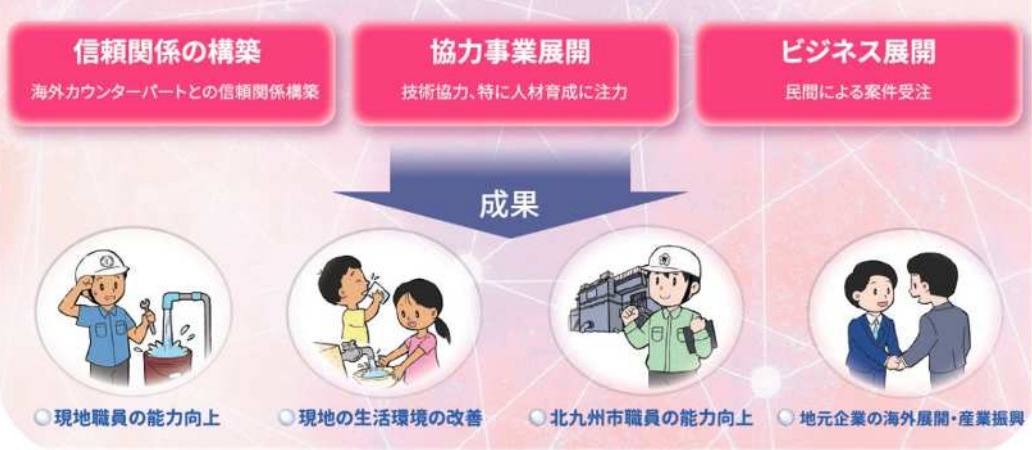 信頼関係の構築
海外カウンターパートとの信頼関係構築
協力事業展開
技術協力、特に人材育成に注力
ビジネス展開
民間による案件受注
成果
現地職員の能力向上
現地の生活環境の改善
北九州市職員の能力向上
地元企業の海外展開・産業振興